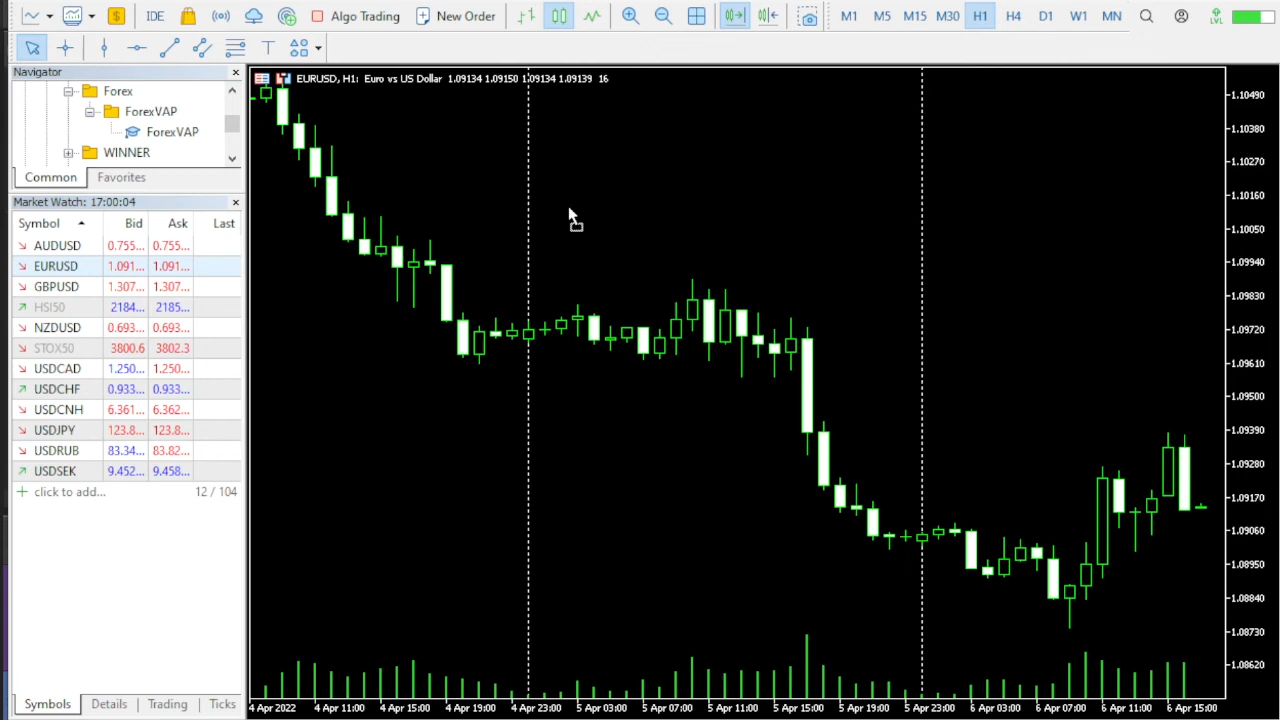 IDE Algo Trading New Order M1 M5 M15 M30 H1 H4 D1 W1 MN LVL
T
Navigator
Forex
ForexVAP
ForexVAP
WINNER
Common Favorites
Market Watch: 17:00:04
Symbol Bid Ask Last
AUDUSD 0.755... 0.755...
EURUSD 1.091... 1.091...
GBPUSD 1.307... 1.307...
HSI50 2184... 2185...
NZDUSD 0.693... 0.693...
STOX50 3800.6 3802.3
USDCAD 1.250... 1.250...
USDCHF 0.933... 0.933...
USDCNH 6.361... 6.362...
USDJPY 123.8... 123.8...
USDRUB 83.34... 83.82...
USDSEK 9.452... 9.458...
click to add... 12 / 104
Symbols Details Trading Ticks
EURUSD, H1: Euro vs US Dollar 1.09134 1.09150 1.09134 1.09139 16
1.10490
1.10380
1.10270
1.10160
1.10050
1.09940
1.09830
1.09720
1.09610
1.09500
1.09390
1.09280
1.09170
1.09060
1.08950
1.08840
1.08730
1.08620
4 Apr 2022 4 Apr 11:00 4 Apr 15:00 4 Apr 19:00 4 Apr 23:00 5 Apr 03:00 5 Apr 07:00 5 Apr 11:00 5 Apr 15:00 5 Apr 19:00 5 Apr 23:00 6 Apr 03:00 6 Apr 07:00 6 Apr 11:00 6 Apr 15:00